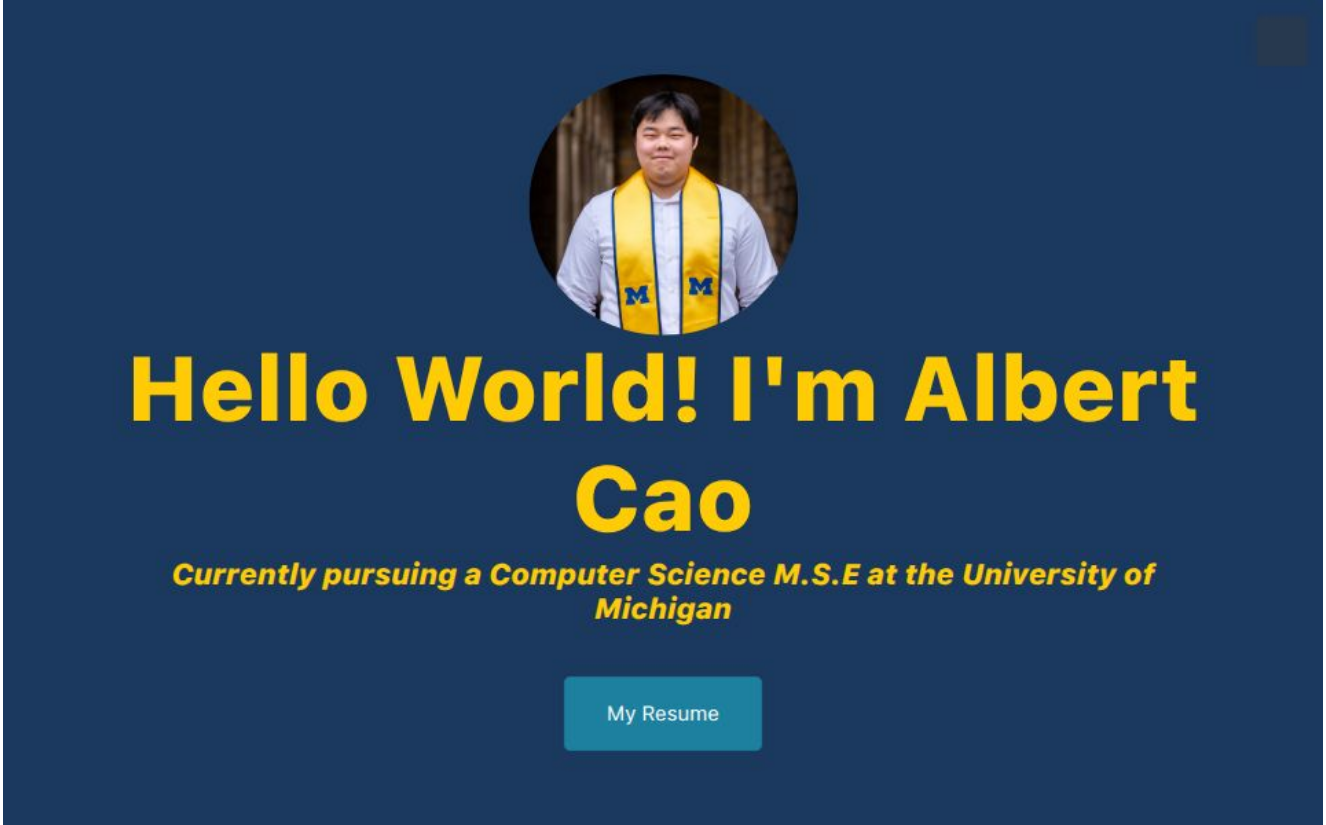 M M
Hello World! I'm Albert
Cao
Currently pursuing a Computer Science M.S.E at the University of
Michigan
My Resume